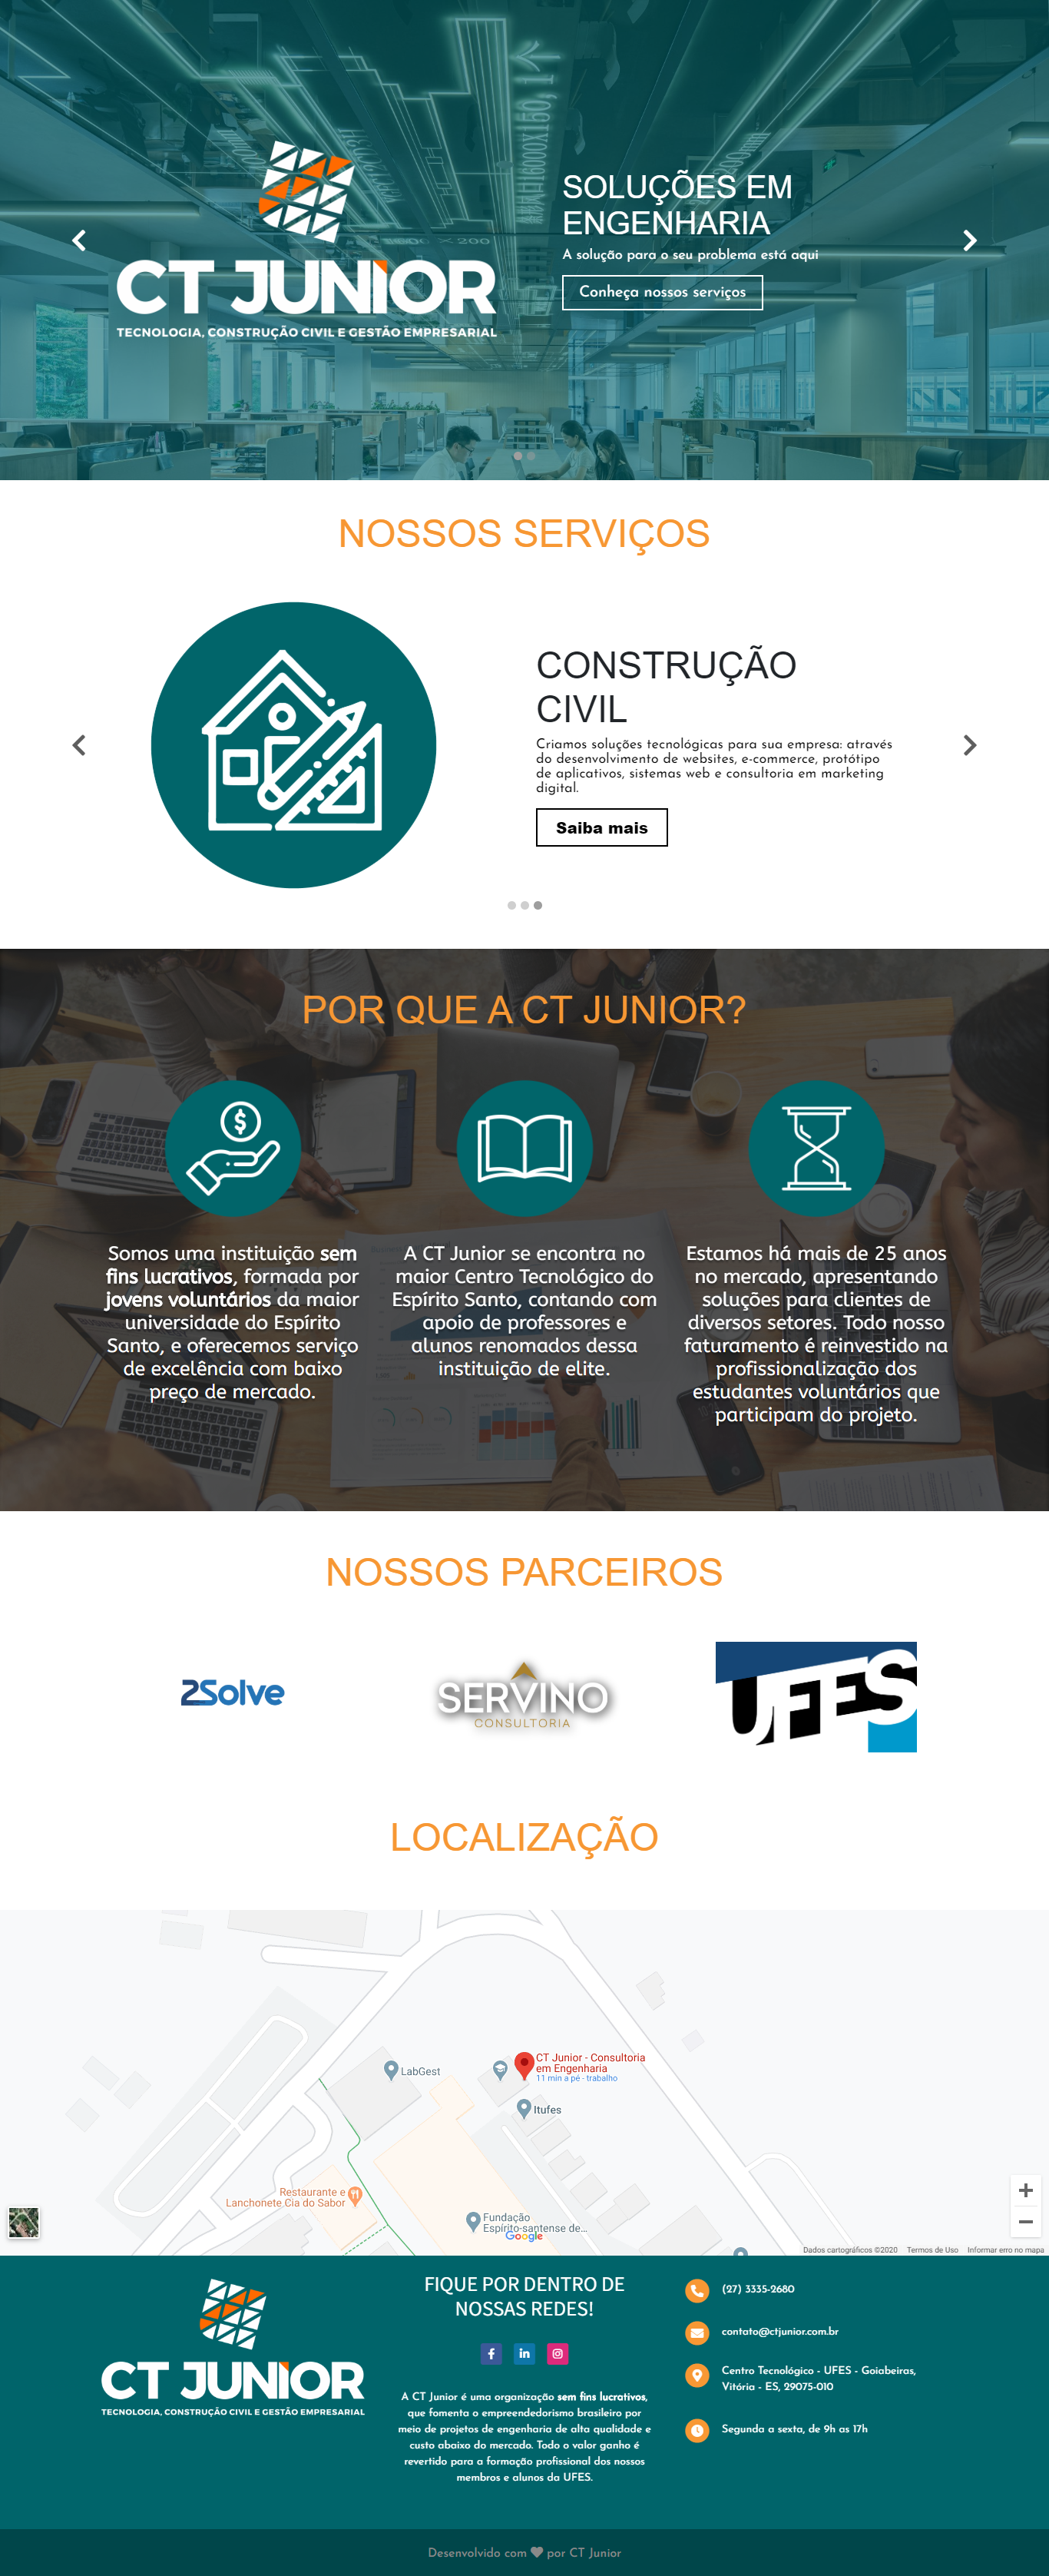 CT JUNIOR
TECNOLOGIA, CONSTRUÇÃO CIVIL E GESTÃO EMPRESARIAL
SOLUÇÕES EM
ENGENHARIA
A solução para o seu problema está aqui
Conheça nossos serviços
NOSSOS SERVIÇOS
CONSTRUÇÃO
CIVIL
Criamos soluções tecnológicas para sua empresa: através
do desenvolvimento de websites, e-commerce, protótipo
de aplicativos, sistemas web e consultoria em marketing
digital.
Saiba mais
POR QUE A CT JUNIOR?
Somos uma instituição sem
fins lucrativos, formada por
jovens voluntários da maior
universidade do Espírito
Santo, e oferecemos serviço
de excelência com baixo
preço de mercado.
A CT Junior se encontra no
maior Centro Tecnológico do
Espírito Santo, contando com
apoio de professores e
alunos renomados dessa
instituição de elite.
Estamos há mais de 25 anos
no mercado, apresentando
soluções para clientes de
diversos setores. Todo nosso
faturamento é reinvestido na
profissionalização dos
estudantes voluntários que
participam do projeto.
NOSSOS PARCEIROS
2Solve
SERVINO
CONSULTORIA
UFES
LOCALIZAÇÃO
LabGest
CT Junior - Consultoria
em Engenharia
11 min a pé - trabalho
Itufes
Restaurante e
Lanchonete Cia do Sabor
Fundação
Espírito-santense de...
Google
Dados cartográficos ©2020 Termos de Uso Informar erro no mapa
CT JUNIOR
TECNOLOGIA, CONSTRUÇÃO CIVIL E GESTÃO EMPRESARIAL
FIQUE POR DENTRO DE
NOSSAS REDES!
A CT Junior é uma organização sem fins lucrativos,
que fomenta o empreendedorismo brasileiro por
meio de projetos de engenharia de alta qualidade e
custo abaixo do mercado. Todo o valor ganho é
revertido para a formação profissional dos nossos
membros e alunos da UFES.
(27) 3335-2680
contato@ctjunior.com.br
Centro Tecnológico - UFES - Goiabeiras,
Vitória - ES, 29075-010
Segunda a sexta, de 9h as 17h
Desenvolvido com por CT Junior